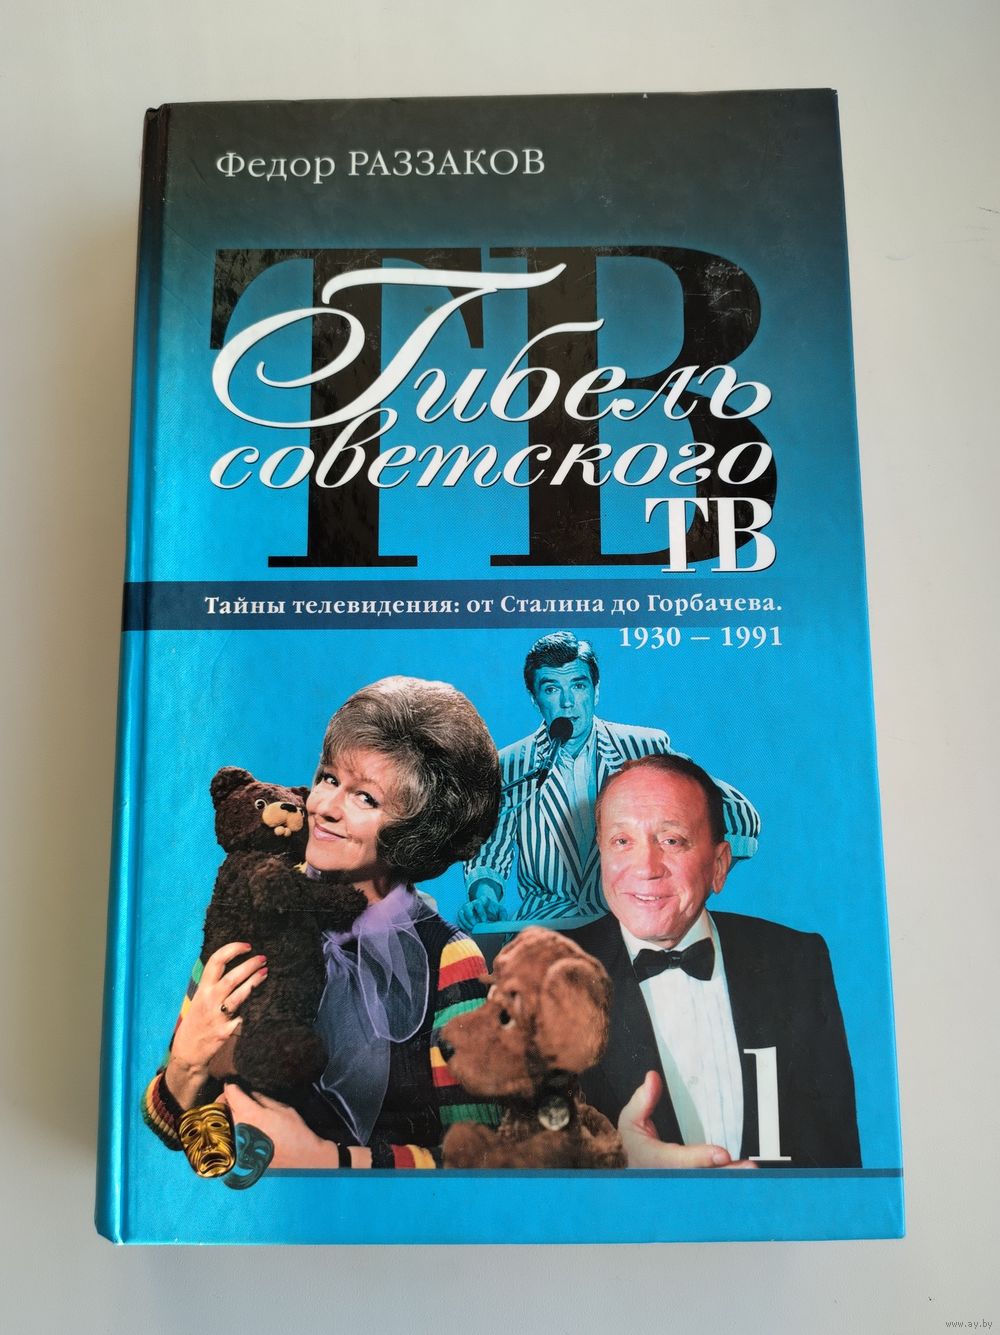 Федор РАЗЗАКОВ
ТВ
Гибель
советского
ТВ
Тайны телевидения: от Сталина до Горбачева.
1930 – 1991
1
www.ay.by